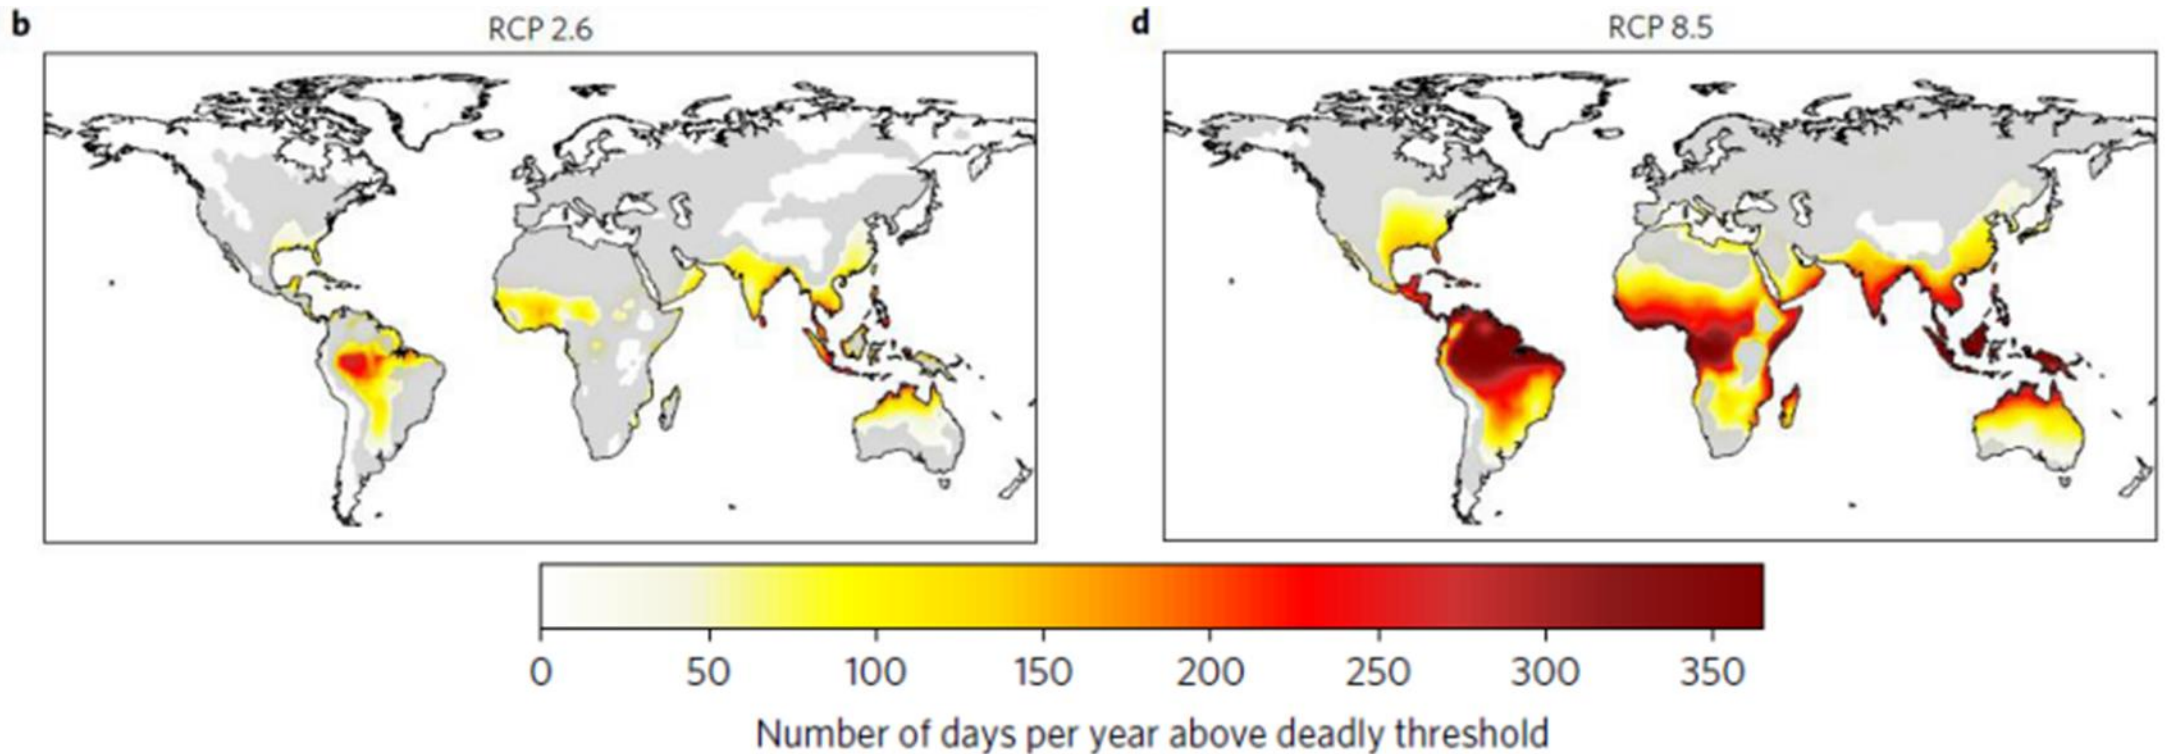 b RCP 2.6
d RCP 8.5
0 50 100 150 200 250 300 350
Number of days per year above deadly threshold